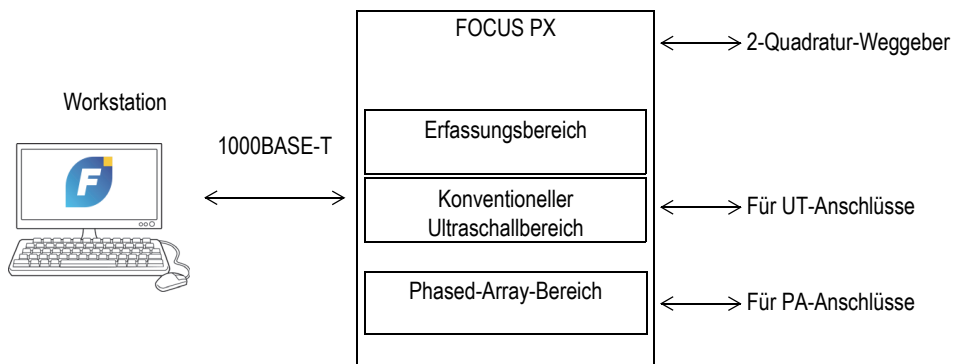 FOCUS PX
2-Quadratur-Weggeber
Workstation
Erfassungsbereich
1000BASE-T
F
Konventioneller
Ultraschallbereich
Für UT-Anschlüsse
Phased-Array-Bereich
Für PA-Anschlüsse